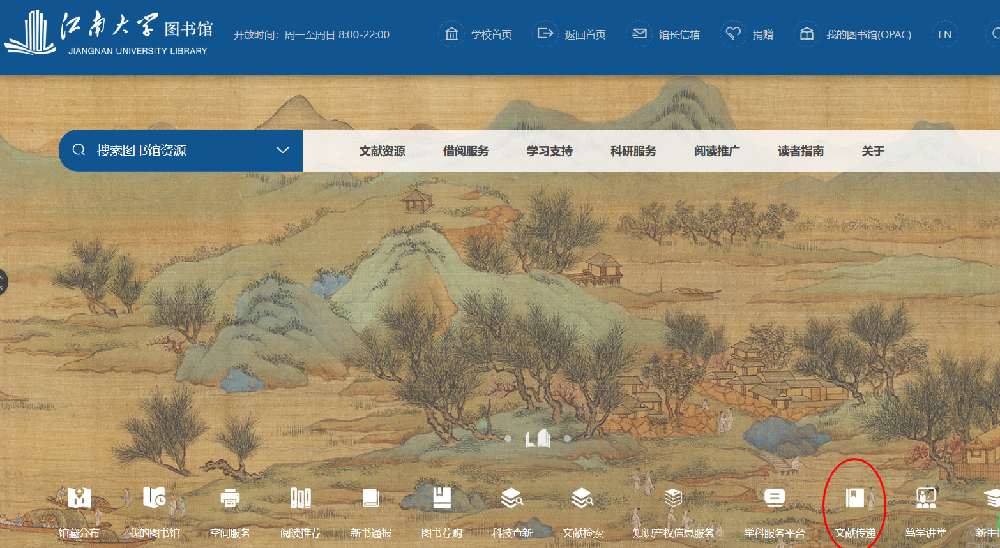 江南大学 图书馆
JIANGNAN UNIVERSITY LIBRARY
开放时间：周一至周日 8:00-22:00
学校首页
返回首页
馆长信箱
捐赠
我的图书馆(OPAC)
EN
搜索图书馆资源
文献资源
借阅服务
学习支持
科研服务
阅读推广
读者指南
关于
馆藏分布
我的图书馆
空间服务
阅读推荐
新书通报
图书荐购
科技查新
文献检索
知识产权信息服务
学科服务平台
文献传递
笃学讲堂
新生